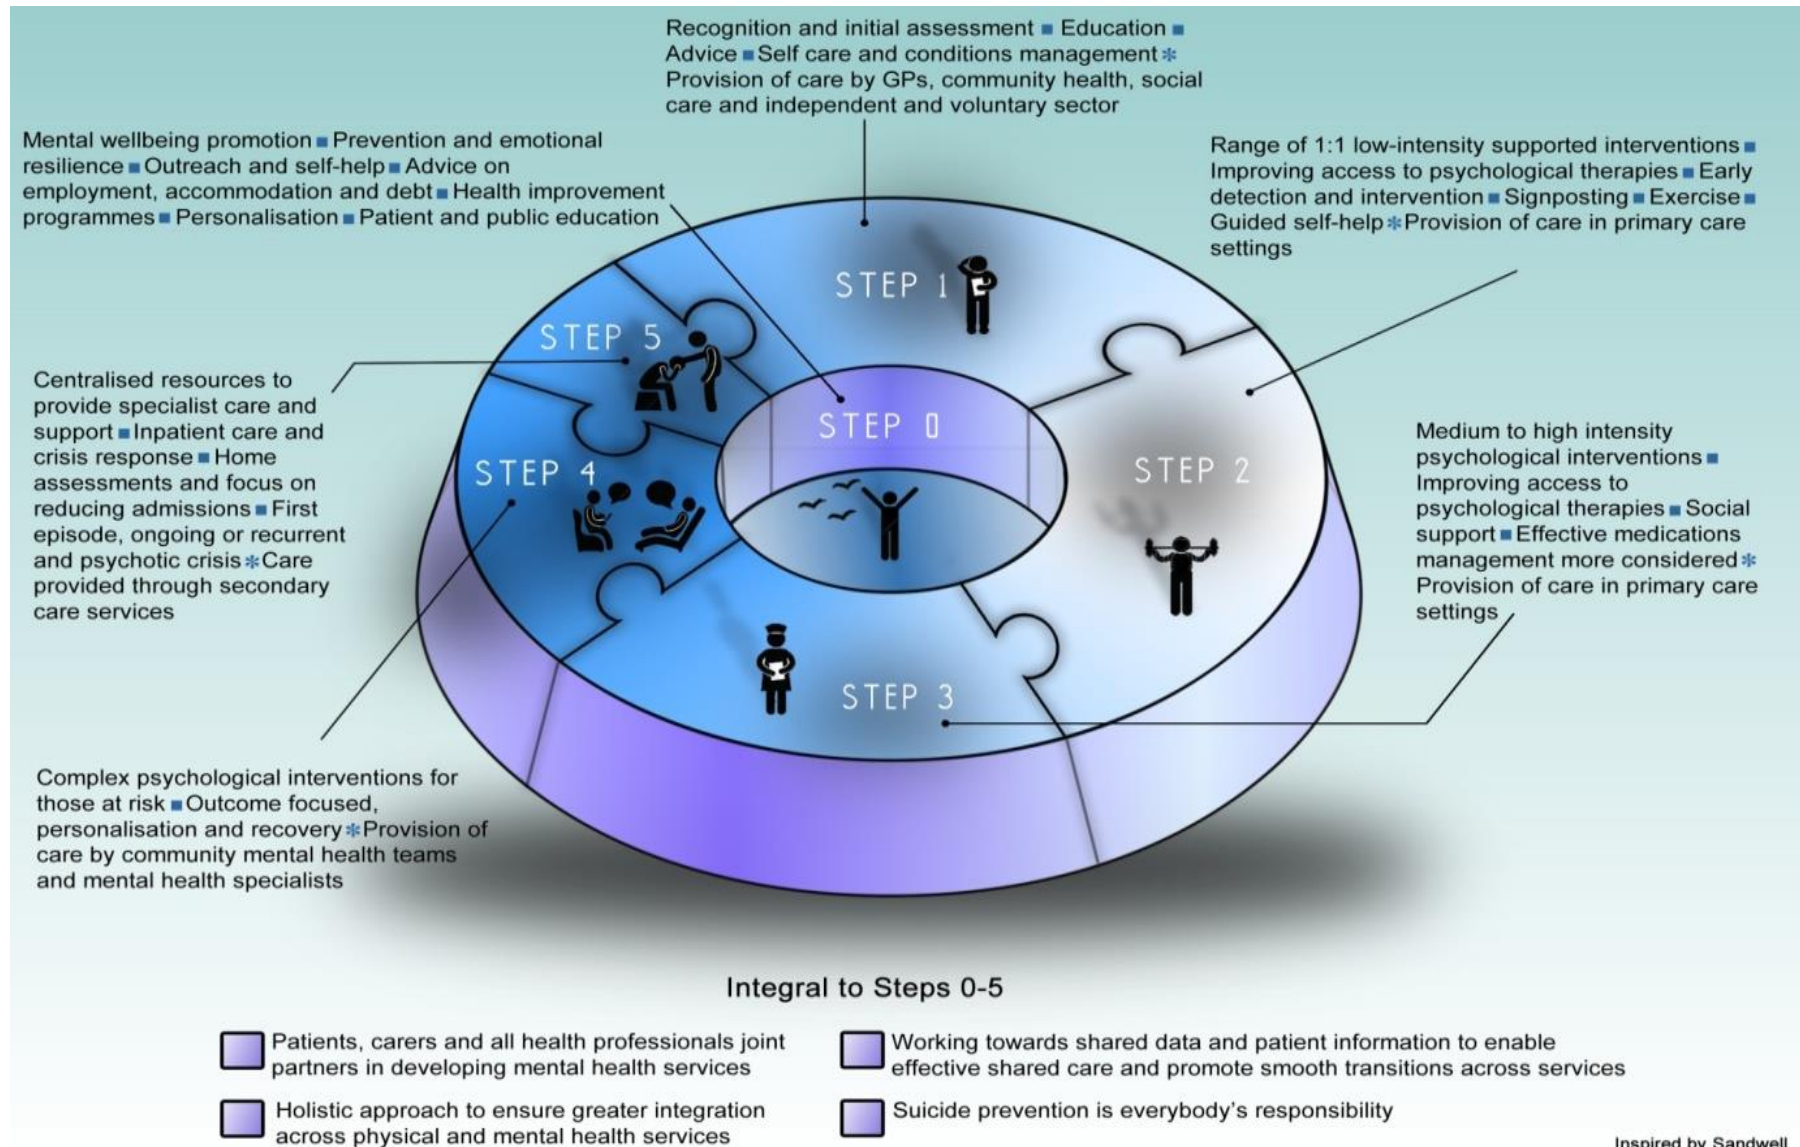 Recognition and initial assessment ▪ Education ▪
Advice ▪ Self care and conditions management *
Provision of care by GPs, community health, social
care and independent and voluntary sector
Mental wellbeing promotion ▪ Prevention and emotional
resilience ▪ Outreach and self-help ▪ Advice on
employment, accommodation and debt ▪ Health improvement
programmes ▪ Personalisation ▪ Patient and public education
Range of 1:1 low-intensity supported interventions ▪
Improving access to psychological therapies ▪ Early
detection and intervention ▪ Signposting ▪ Exercise ▪
Guided self-help * Provision of care in primary care
settings
STEP 1
STEP 5
Centralised resources to
provide specialist care and
support ▪ Inpatient care and
crisis response ▪ Home
assessments and focus on
reducing admissions ▪ First
episode, ongoing or recurrent
and psychotic crisis * Care
provided through secondary
care services
STEP 0
STEP 4
STEP 2
Medium to high intensity
psychological interventions ▪
Improving access to
psychological therapies ▪ Social
support ▪ Effective medications
management more considered *
Provision of care in primary care
settings
STEP 3
Complex psychological interventions for
those at risk ▪ Outcome focused,
personalisation and recovery * Provision of
care by community mental health teams
and mental health specialists
Integral to Steps 0-5
Patients, carers and all health professionals joint
partners in developing mental health services
Working towards shared data and patient information to enable
effective shared care and promote smooth transitions across services
Holistic approach to ensure greater integration
across physical and mental health services
Suicide prevention is everybody's responsibility
Inspired by Sandwell